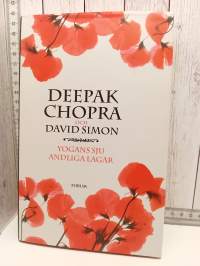 DEEPAK
CHOPRA
OCH
DAVID SIMON
YOGANS SJU
ANDLIGA LAGAR
FORUM